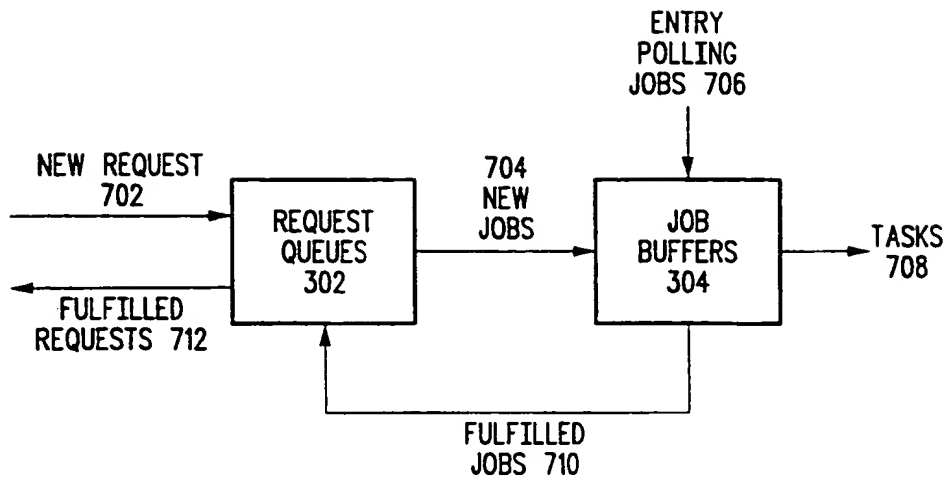 ENTRY
POLLING
JOBS 706
NEW REQUEST
702
704
NEW
JOBS
REQUEST
QUEUES
302
JOB
BUFFERS
304
TASKS
708
FULFILLED
REQUESTS 712
FULFILLED
JOBS 710